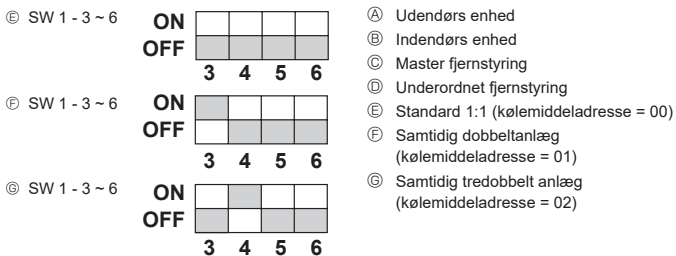 Ⓔ SW 1 - 3 ~ 6
ON
OFF
3 4 5 6
Ⓕ SW 1 - 3 ~ 6
ON
OFF
3 4 5 6
Ⓖ SW 1 - 3 ~ 6
ON
OFF
3 4 5 6
Ⓐ Udendørs enhed
Ⓑ Indendørs enhed
Ⓒ Master fjernstyring
Ⓓ Underordnet fjernstyring
Ⓔ Standard 1:1 (kølemiddeladresse = 00)
Ⓕ Samtidig dobbeltanlæg
(kølemiddeladresse = 01)
Ⓖ Samtidig tredobbelt anlæg
(kølemiddeladresse = 02)